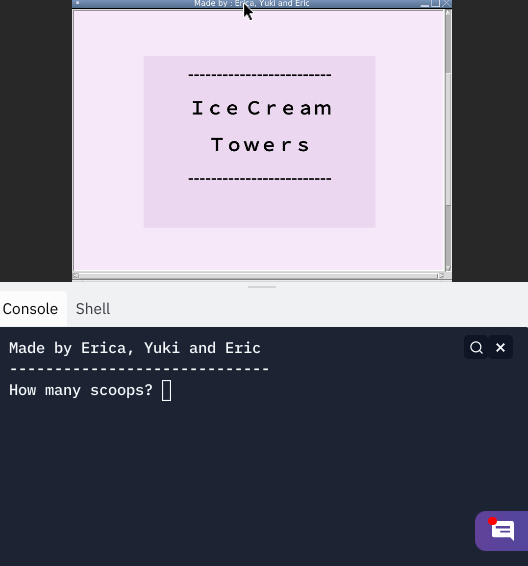 Made by : Erica, Yuki and Eric
--------------------------
Ice Cream
Towers
--------------------------
Console Shell
Made by Erica, Yuki and Eric
-----------------------------
How many scoops?